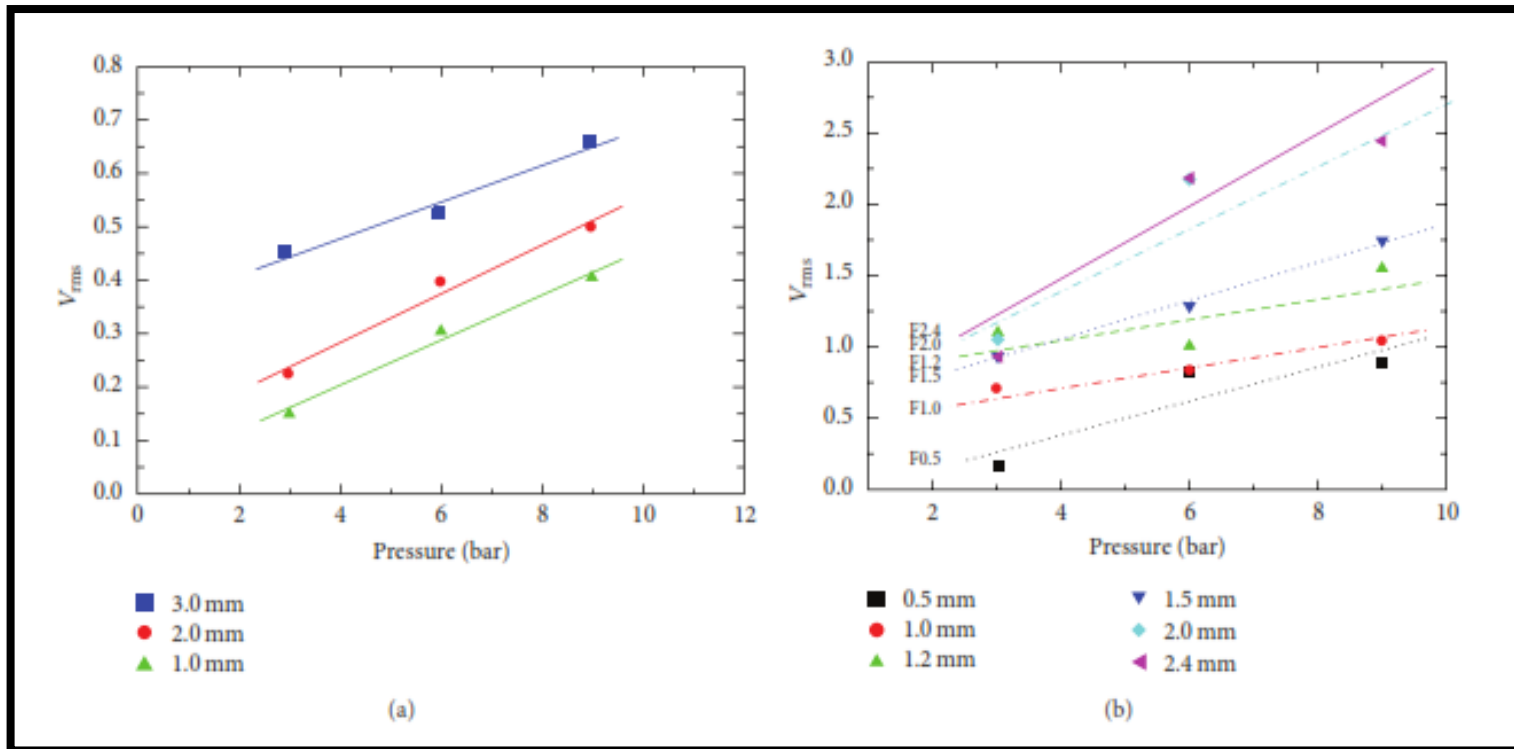 0.8
0.7
0.6
0.5
0.4
0.3
0.2
0.1
0.0
Vrms
0 2 4 6 8 10 12
Pressure (bar)
3.0 mm
2.0 mm
1.0 mm
(a)
3.0
2.5
2.0
1.5
1.0
0.5
0.0
Vrms
F2.4
F2.0
F1.2
F1.5
F1.0
F0.5
2 4 6 8 10
Pressure (bar)
0.5 mm 1.5 mm
1.0 mm 2.0 mm
1.2 mm 2.4 mm
(b)